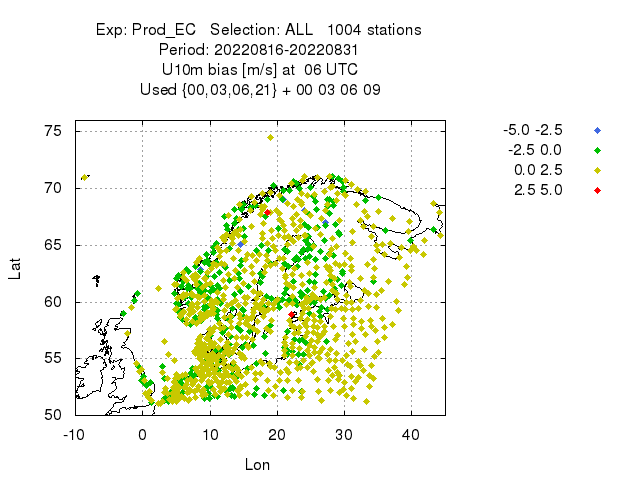 Exp: Prod_EC Selection: ALL 1004 stations
Period: 20220816-20220831
U10m bias [m/s] at 06 UTC
Used {00,03,06,21} + 00 03 06 09
-5.0 -2.5
-2.5 0.0
0.0 2.5
2.5 5.0
75
70
65
60
55
50
Lat
-10 0 10 20 30 40
Lon